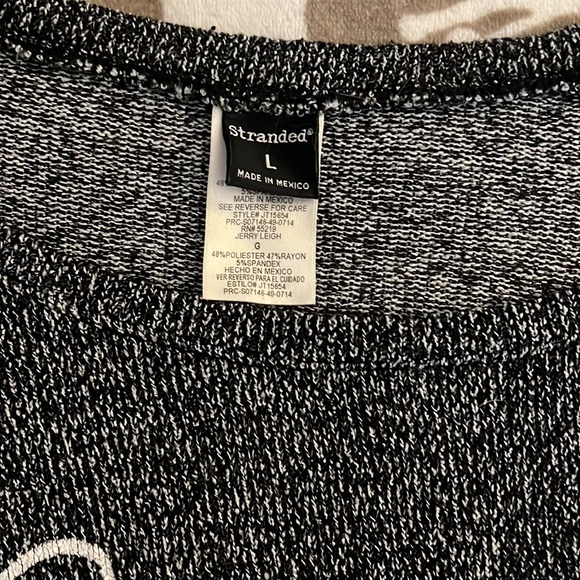 Stranded®
L
MADE IN MEXICO
MADE IN MEXICO
SEE REVERSE FOR CARE
STYLE# JT15654
PRC-S07146-49-0714
RN# 55219
JERRY LEIGH
G
48%POLIESTER 47%RAYON
5%SPANDEX
HECHO EN MEXICO
VER REVERSO PARA EL CUIDADO
ESTILO# JT15654
PRC-S07146-49-0714